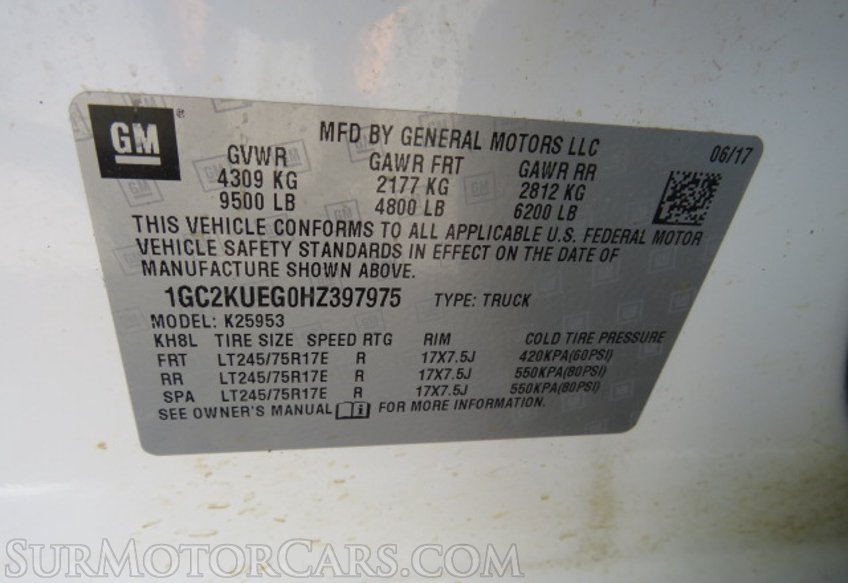 GM ®
MFD BY GENERAL MOTORS LLC 06/17
GVWR GAWR FRT GAWR RR
4309 KG 2177 KG 2812 KG
9500 LB 4800 LB 6200 LB
THIS VEHICLE CONFORMS TO ALL APPLICABLE U.S. FEDERAL MOTOR
VEHICLE SAFETY STANDARDS IN EFFECT ON THE DATE OF
MANUFACTURE SHOWN ABOVE.
1GC2KUEG0HZ397975 TYPE: TRUCK
MODEL: K25953
KH8L TIRE SIZE SPEED RTG RIM COLD TIRE PRESSURE
FRT LT245/75R17E R 17X7.5J 420KPA(60PSI)
RR LT245/75R17E R 17X7.5J 550KPA(80PSI)
SPA LT245/75R17E R 17X7.5J 550KPA(80PSI)
SEE OWNER'S MANUAL FOR MORE INFORMATION.
SURMOTORCARS.COM